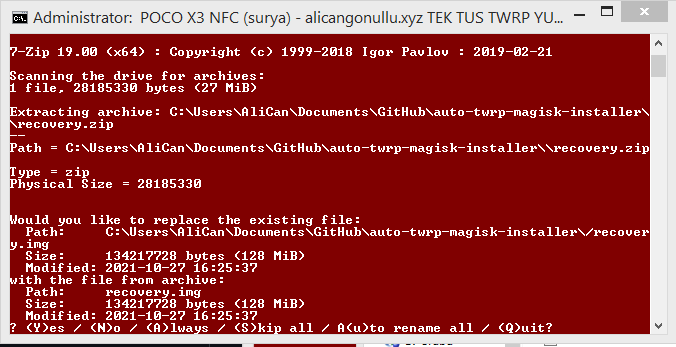 Administrator: POCO X3 NFC (surya) - alicangonullu.xyz TEK TUS TWRP YU...
7-Zip 19.00 (x64) : Copyright (c) 1999-2018 Igor Pavlov : 2019-02-21
Scanning the drive for archives:
1 file, 28185330 bytes (27 MiB)
Extracting archive: C:\Users\AliCan\Documents\GitHub\auto-twrp-magisk-installer\
\recovery.zip
--
Path = C:\Users\AliCan\Documents\GitHub\auto-twrp-magisk-installer\\recovery.zip
Type = zip
Physical Size = 28185330
Would you like to replace the existing file:
Path: C:\Users\AliCan\Documents\GitHub\auto-twrp-magisk-installer\/recover
y.img
Size: 134217728 bytes (128 MiB)
Modified: 2021-10-27 16:25:37
with the file from archive:
Path: recovery.img
Size: 134217728 bytes (128 MiB)
Modified: 2021-10-27 16:25:37
? (Y)es / (N)o / (A)lways / (S)kip all / A(u)to rename all / (Q)uit?